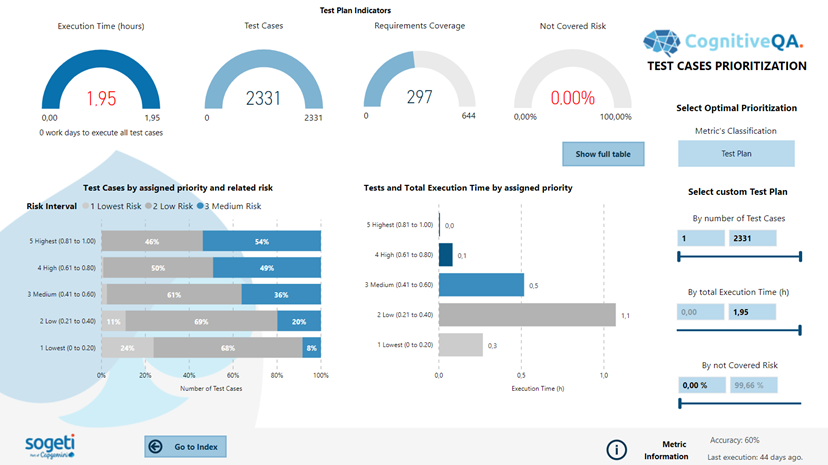 Test Plan Indicators
Execution Time (hours)
Test Cases
Requirements Coverage
Not Covered Risk
1,95
0,00
1,95
2331
0
2331
297
0
644
0.00%
0,00%
100,00%
0 work days to execute all test cases
CognitiveQA.
TEST CASES PRIORITIZATION
Select Optimal Prioritization
Metric's Classification
Test Plan
Show full table
Select custom Test Plan
By number of Test Cases
1
2331
By total Execution Time (h)
0,00
1,95
By not Covered Risk
0,00 %
99,66 %
Test Cases by assigned priority and related risk
Risk Interval
1 Lowest Risk
2 Low Risk
3 Medium Risk
5 Highest (0.81 to 1.00)
46%
54%
4 High (0.61 to 0.80)
50%
49%
3 Medium (0.41 to 0.60)
61%
36%
2 Low (0.21 to 0.40)
11%
69%
20%
1 Lowest (0 to 0.20)
24%
68%
8%
0%
20%
40%
60%
80%
100%
Number of Test Cases
Tests and Total Execution Time by assigned priority
5 Highest (0.81 to 1.00)
0,0
4 High (0.61 to 0.80)
0,1
3 Medium (0.41 to 0.60)
0,5
2 Low (0.21 to 0.40)
1,1
1 Lowest (0 to 0.20)
0,3
0,0
0,5
1,0
Execution Time (h)
sogeti
Part of Capgemini
Go to Index
Metric
Information
Accuracy: 60%
Last execution: 44 days ago.